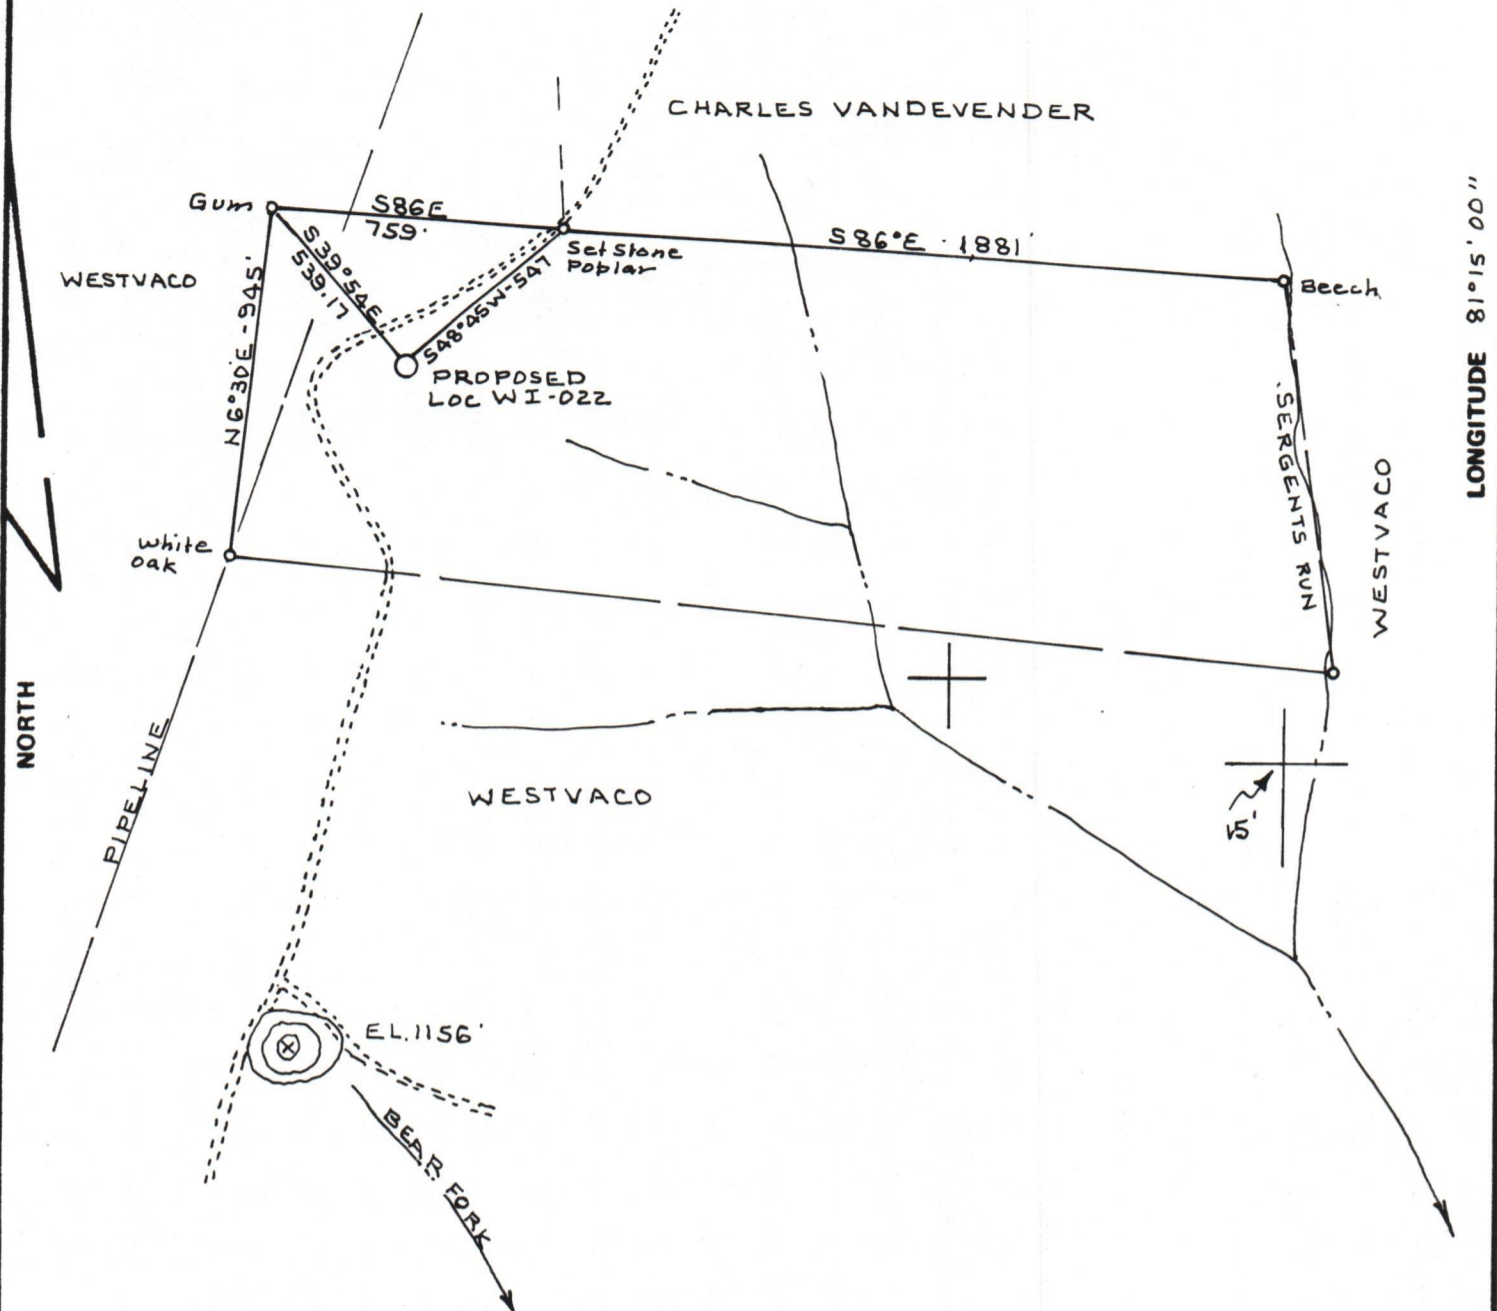 CHARLES VANDEVENDER
Gum
S86E
759'
Set Stone
Poplar
S86°E 1881'
Beech
LONGITUDE 81°15'00"
WESTVACO
N6°30'E-945'
S39°54E
539.17
S48°45W-547
PROPOSED
LOC WI-022
SERGENTS RUN
WESTVACO
White
Oak
NORTH
PIPELINE
WESTVACO
EL.1156'
BEAR FORK